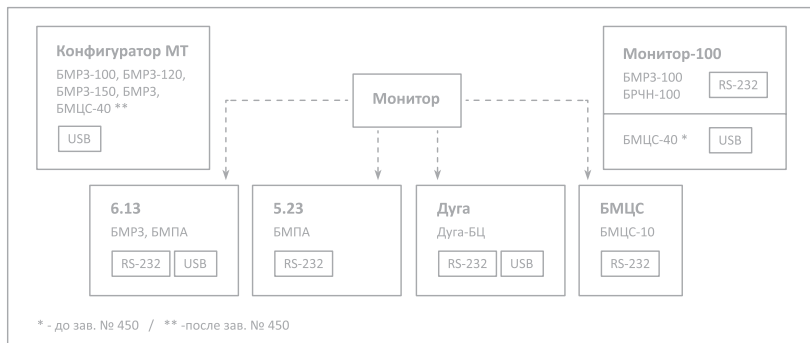 Конфигуратор МТ
БМРЗ-100, БМРЗ-120,
БМРЗ-150, БМРЗ,
БМЦС-40 **
USB
Монитор
Монитор-100
БМРЗ-100
БРЧН-100
RS-232
БМЦС-40 *
USB
6.13
БМРЗ, БМПА
RS-232 USB
5.23
БМПА
RS-232
Дуга
Дуга-БЦ
RS-232 USB
БМЦС
БМЦС-10
RS-232
* - до зав. № 450 / ** -после зав. № 450